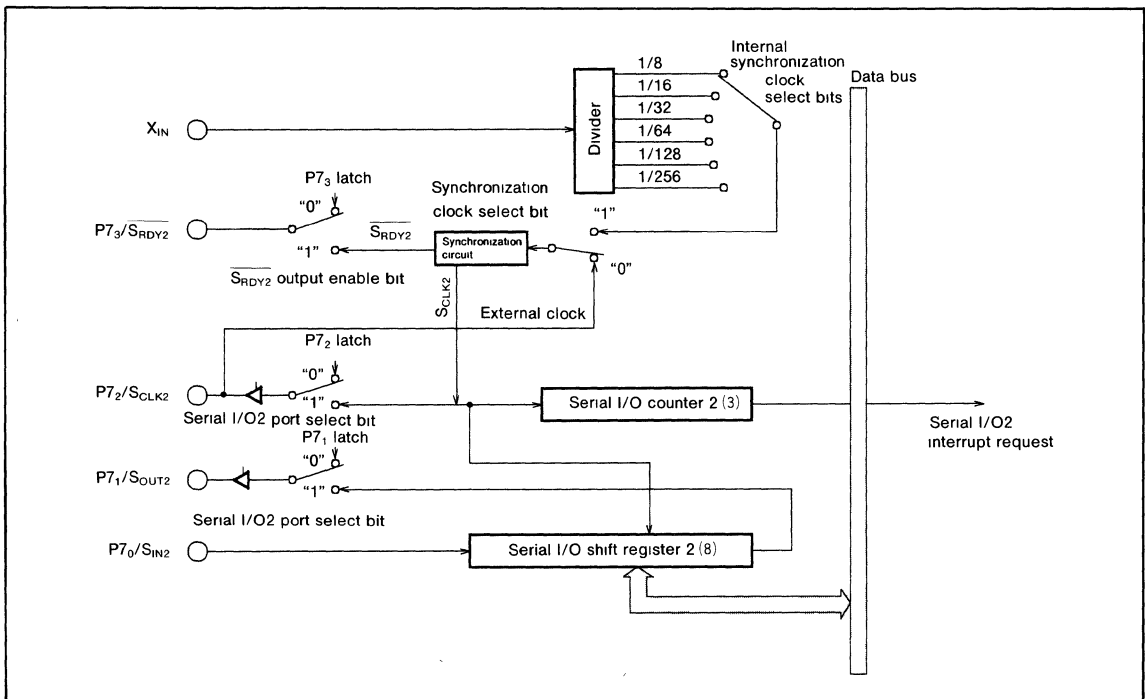 Internal
synchronization
clock
select bits
Data bus
1/8
1/16
1/32
1/64
1/128
1/256
Divider
XIN
P73 latch
"0"
"1"
P73/SRDY2
SRDY2
SRDY2 output enable bit
Synchronization
clock select bit
Synchronization
circuit
"1"
"0"
SCLK2
External clock
P72 latch
"0"
"1"
P72/SCLK2
Serial I/O2 port select bit
Serial I/O counter 2 (3)
Serial I/O2
interrupt request
P71 latch
"0"
"1"
P71/SOUT2
Serial I/O2 port select bit
P70/SIN2
Serial I/O shift register 2 (8)